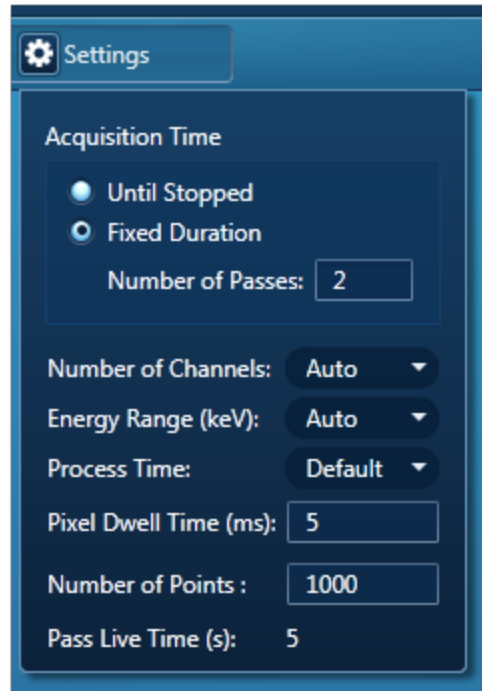 Settings
Acquisition Time
Until Stopped
Fixed Duration
Number of Passes: 2
Number of Channels: Auto
Energy Range (keV): Auto
Process Time: Default
Pixel Dwell Time (ms): 5
Number of Points : 1000
Pass Live Time (s): 5